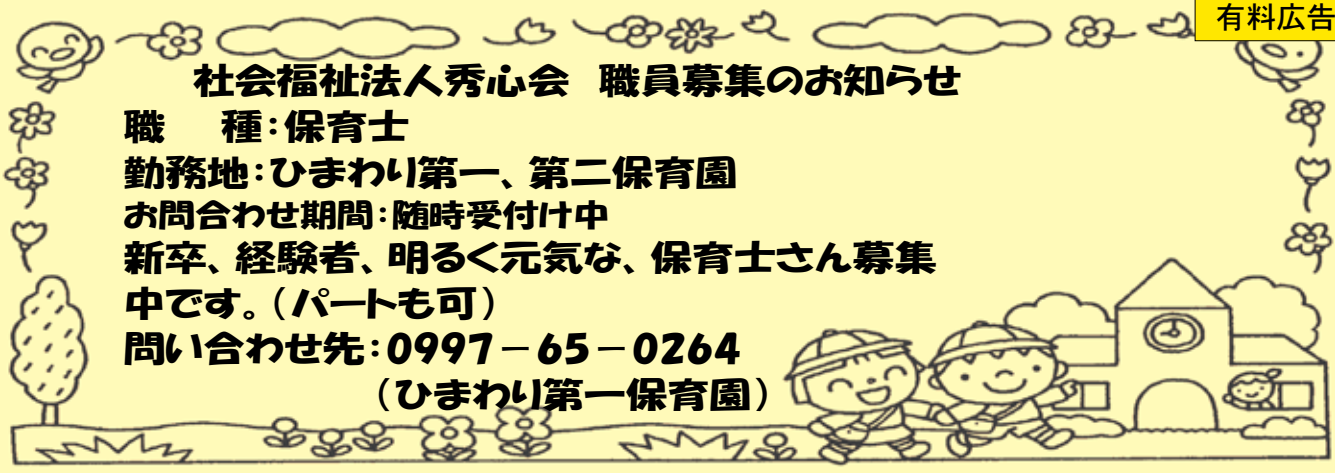 有料広告
社会福祉法人秀心会　職員募集のお知らせ
職　種：保育士
勤務地：ひまわり第一、第二保育園
お問合わせ期間：随時受付け中
新卒、経験者、明るく元気な、保育士さん募集
中です。（パートも可）
問い合わせ先：0997－65－0264
（ひまわり第一保育園）